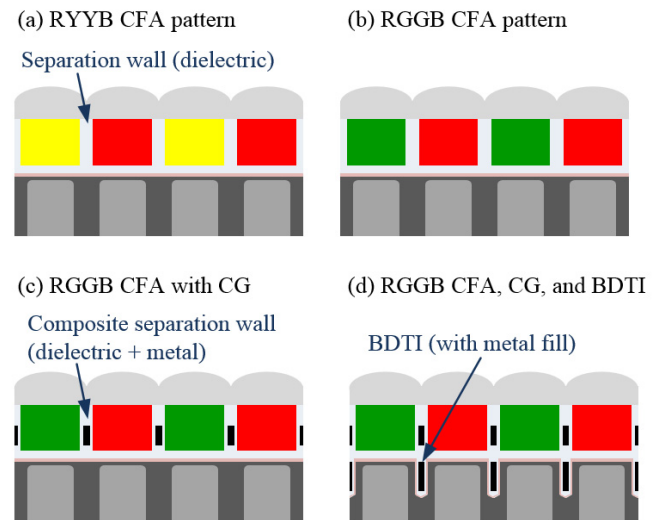 (a) RYYB CFA pattern
Separation wall (dielectric)
(b) RGGB CFA pattern
(c) RGGB CFA with CG
Composite separation wall
(dielectric + metal)
(d) RGGB CFA, CG, and BDTI
BDTI (with metal fill)